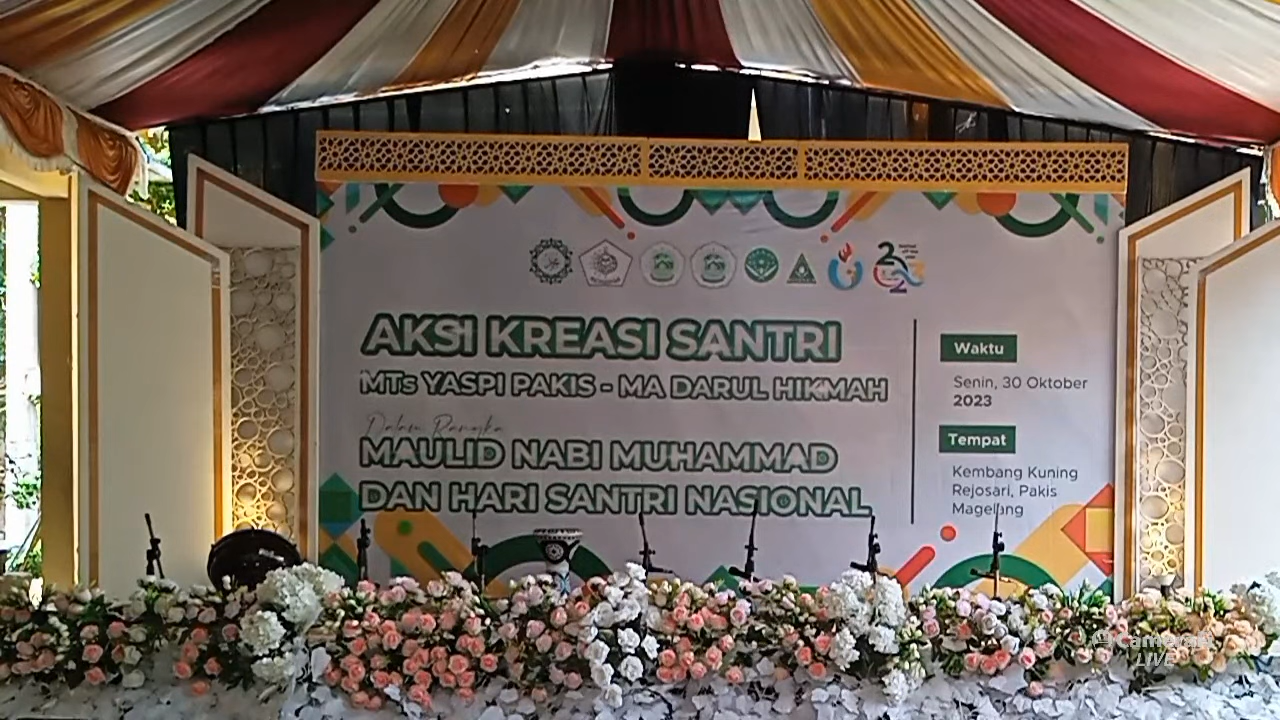 AKSI KREASI SANTRI
MTs YASPI PAKIS - MA DARUL HIKMAH
Dalam Rangka
MAULID NABI MUHAMMAD
DAN HARI SANTRI NASIONAL
Waktu
Senin, 30 Oktober
2023
Tempat
Kembang Kuning
Rejosari, Pakis
Magelang
LIVE